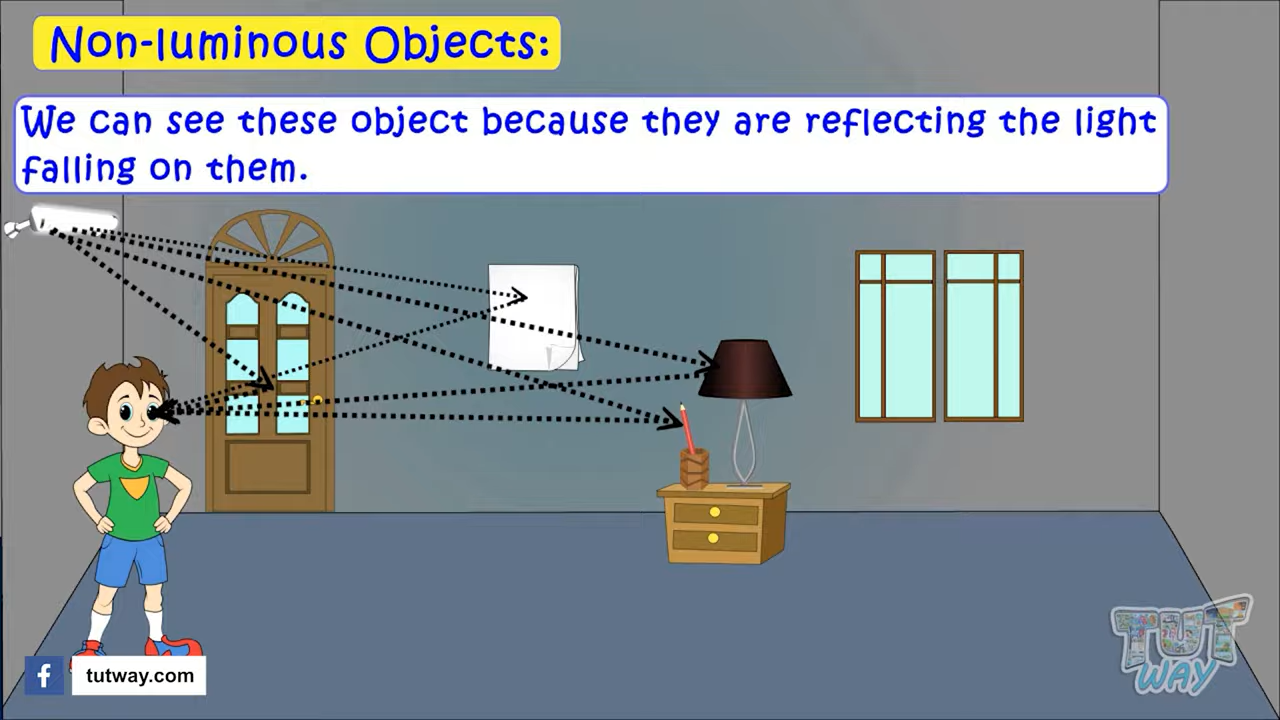 Non-luminous Objects:
We can see these object because they are reflecting the light
falling on them.
f
tutway.com
TUT
WAY